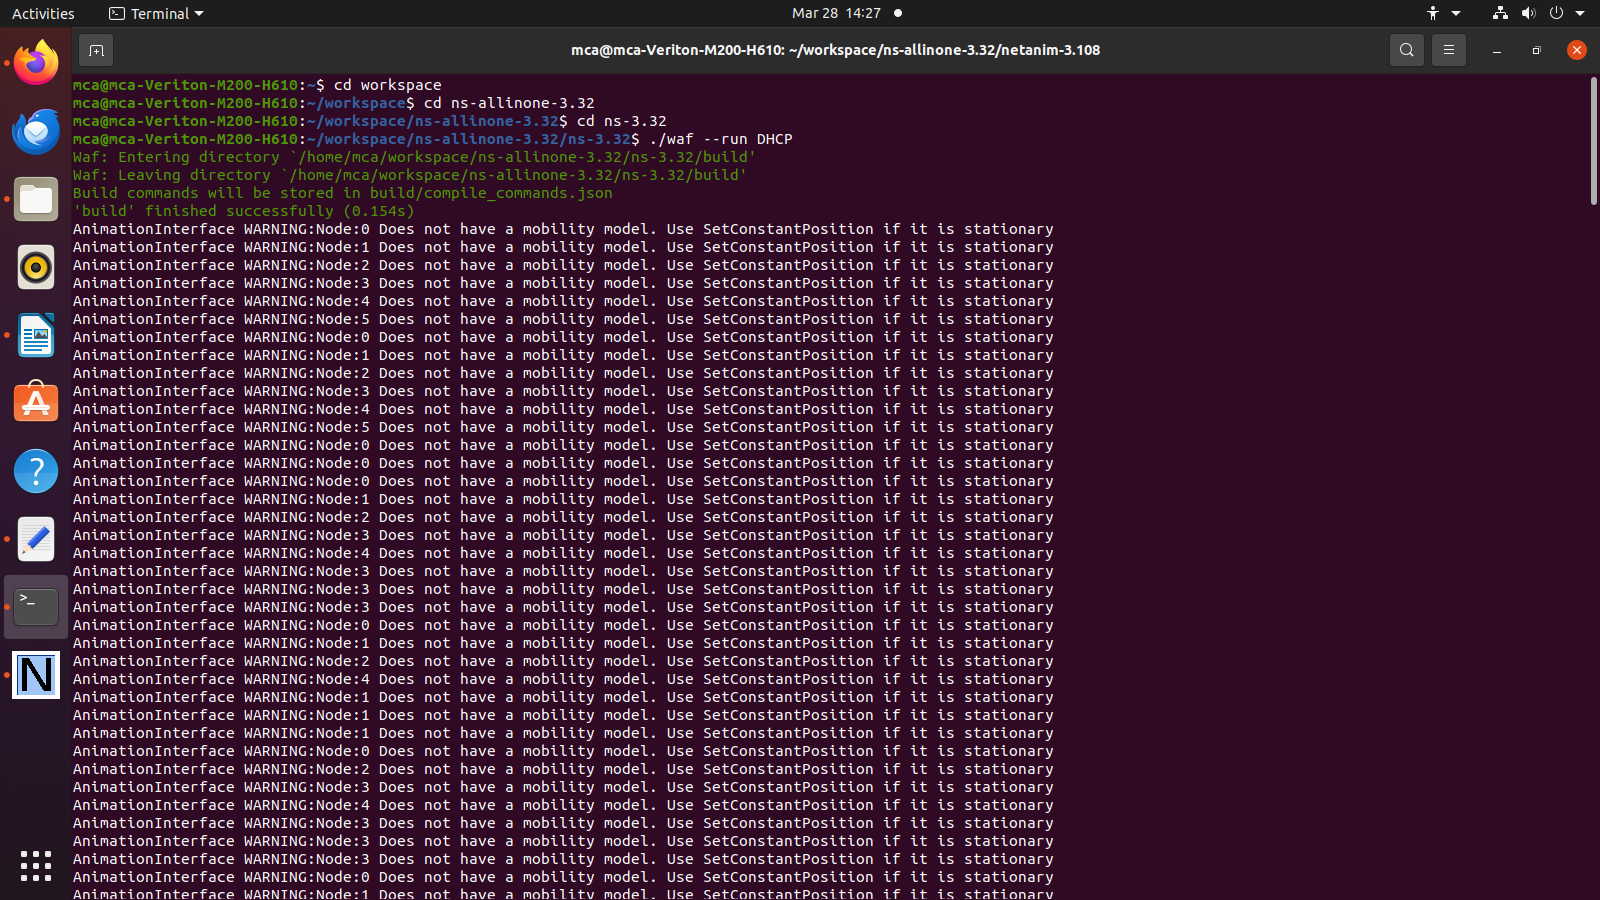 Activities
Terminal
Mar 28 14:27
mca@mca-Veriton-M200-H610: ~/workspace/ns-allinone-3.32/netanim-3.108
mca@mca-Veriton-M200-H610:~$ cd workspace
mca@mca-Veriton-M200-H610:~/workspace$ cd ns-allinone-3.32
mca@mca-Veriton-M200-H610:~/workspace/ns-allinone-3.32$ cd ns-3.32
mca@mca-Veriton-M200-H610:~/workspace/ns-allinone-3.32/ns-3.32$ ./waf --run DHCP
Waf: Entering directory `/home/mca/workspace/ns-allinone-3.32/ns-3.32/build'
Waf: Leaving directory `/home/mca/workspace/ns-allinone-3.32/ns-3.32/build'
Build commands will be stored in build/compile_commands.json
'build' finished successfully (0.154s)
AnimationInterface WARNING:Node:0 Does not have a mobility model. Use SetConstantPosition if it is stationary
AnimationInterface WARNING:Node:1 Does not have a mobility model. Use SetConstantPosition if it is stationary
AnimationInterface WARNING:Node:2 Does not have a mobility model. Use SetConstantPosition if it is stationary
AnimationInterface WARNING:Node:3 Does not have a mobility model. Use SetConstantPosition if it is stationary
AnimationInterface WARNING:Node:4 Does not have a mobility model. Use SetConstantPosition if it is stationary
AnimationInterface WARNING:Node:5 Does not have a mobility model. Use SetConstantPosition if it is stationary
AnimationInterface WARNING:Node:0 Does not have a mobility model. Use SetConstantPosition if it is stationary
AnimationInterface WARNING:Node:1 Does not have a mobility model. Use SetConstantPosition if it is stationary
AnimationInterface WARNING:Node:2 Does not have a mobility model. Use SetConstantPosition if it is stationary
AnimationInterface WARNING:Node:3 Does not have a mobility model. Use SetConstantPosition if it is stationary
AnimationInterface WARNING:Node:4 Does not have a mobility model. Use SetConstantPosition if it is stationary
AnimationInterface WARNING:Node:5 Does not have a mobility model. Use SetConstantPosition if it is stationary
AnimationInterface WARNING:Node:0 Does not have a mobility model. Use SetConstantPosition if it is stationary
AnimationInterface WARNING:Node:0 Does not have a mobility model. Use SetConstantPosition if it is stationary
AnimationInterface WARNING:Node:0 Does not have a mobility model. Use SetConstantPosition if it is stationary
AnimationInterface WARNING:Node:1 Does not have a mobility model. Use SetConstantPosition if it is stationary
AnimationInterface WARNING:Node:2 Does not have a mobility model. Use SetConstantPosition if it is stationary
AnimationInterface WARNING:Node:3 Does not have a mobility model. Use SetConstantPosition if it is stationary
AnimationInterface WARNING:Node:4 Does not have a mobility model. Use SetConstantPosition if it is stationary
AnimationInterface WARNING:Node:3 Does not have a mobility model. Use SetConstantPosition if it is stationary
AnimationInterface WARNING:Node:3 Does not have a mobility model. Use SetConstantPosition if it is stationary
AnimationInterface WARNING:Node:3 Does not have a mobility model. Use SetConstantPosition if it is stationary
AnimationInterface WARNING:Node:0 Does not have a mobility model. Use SetConstantPosition if it is stationary
AnimationInterface WARNING:Node:1 Does not have a mobility model. Use SetConstantPosition if it is stationary
AnimationInterface WARNING:Node:2 Does not have a mobility model. Use SetConstantPosition if it is stationary
AnimationInterface WARNING:Node:4 Does not have a mobility model. Use SetConstantPosition if it is stationary
AnimationInterface WARNING:Node:1 Does not have a mobility model. Use SetConstantPosition if it is stationary
AnimationInterface WARNING:Node:1 Does not have a mobility model. Use SetConstantPosition if it is stationary
AnimationInterface WARNING:Node:1 Does not have a mobility model. Use SetConstantPosition if it is stationary
AnimationInterface WARNING:Node:0 Does not have a mobility model. Use SetConstantPosition if it is stationary
AnimationInterface WARNING:Node:2 Does not have a mobility model. Use SetConstantPosition if it is stationary
AnimationInterface WARNING:Node:3 Does not have a mobility model. Use SetConstantPosition if it is stationary
AnimationInterface WARNING:Node:4 Does not have a mobility model. Use SetConstantPosition if it is stationary
AnimationInterface WARNING:Node:3 Does not have a mobility model. Use SetConstantPosition if it is stationary
AnimationInterface WARNING:Node:3 Does not have a mobility model. Use SetConstantPosition if it is stationary
AnimationInterface WARNING:Node:3 Does not have a mobility model. Use SetConstantPosition if it is stationary
AnimationInterface WARNING:Node:0 Does not have a mobility model. Use SetConstantPosition if it is stationary
AnimationInterface WARNING:Node:1 Does not have a mobility model. Use SetConstantPosition if it is stationary